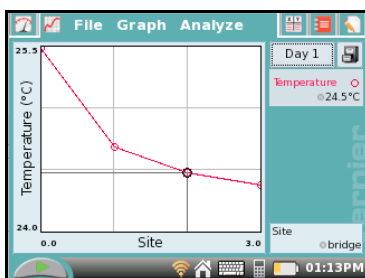 File Graph Analyze
25.5
Temperature (°C)
24.0
0.0
Site
3.0
Day 1
Temperature
24.5°C
Site
bridge
vernier
01:13PM